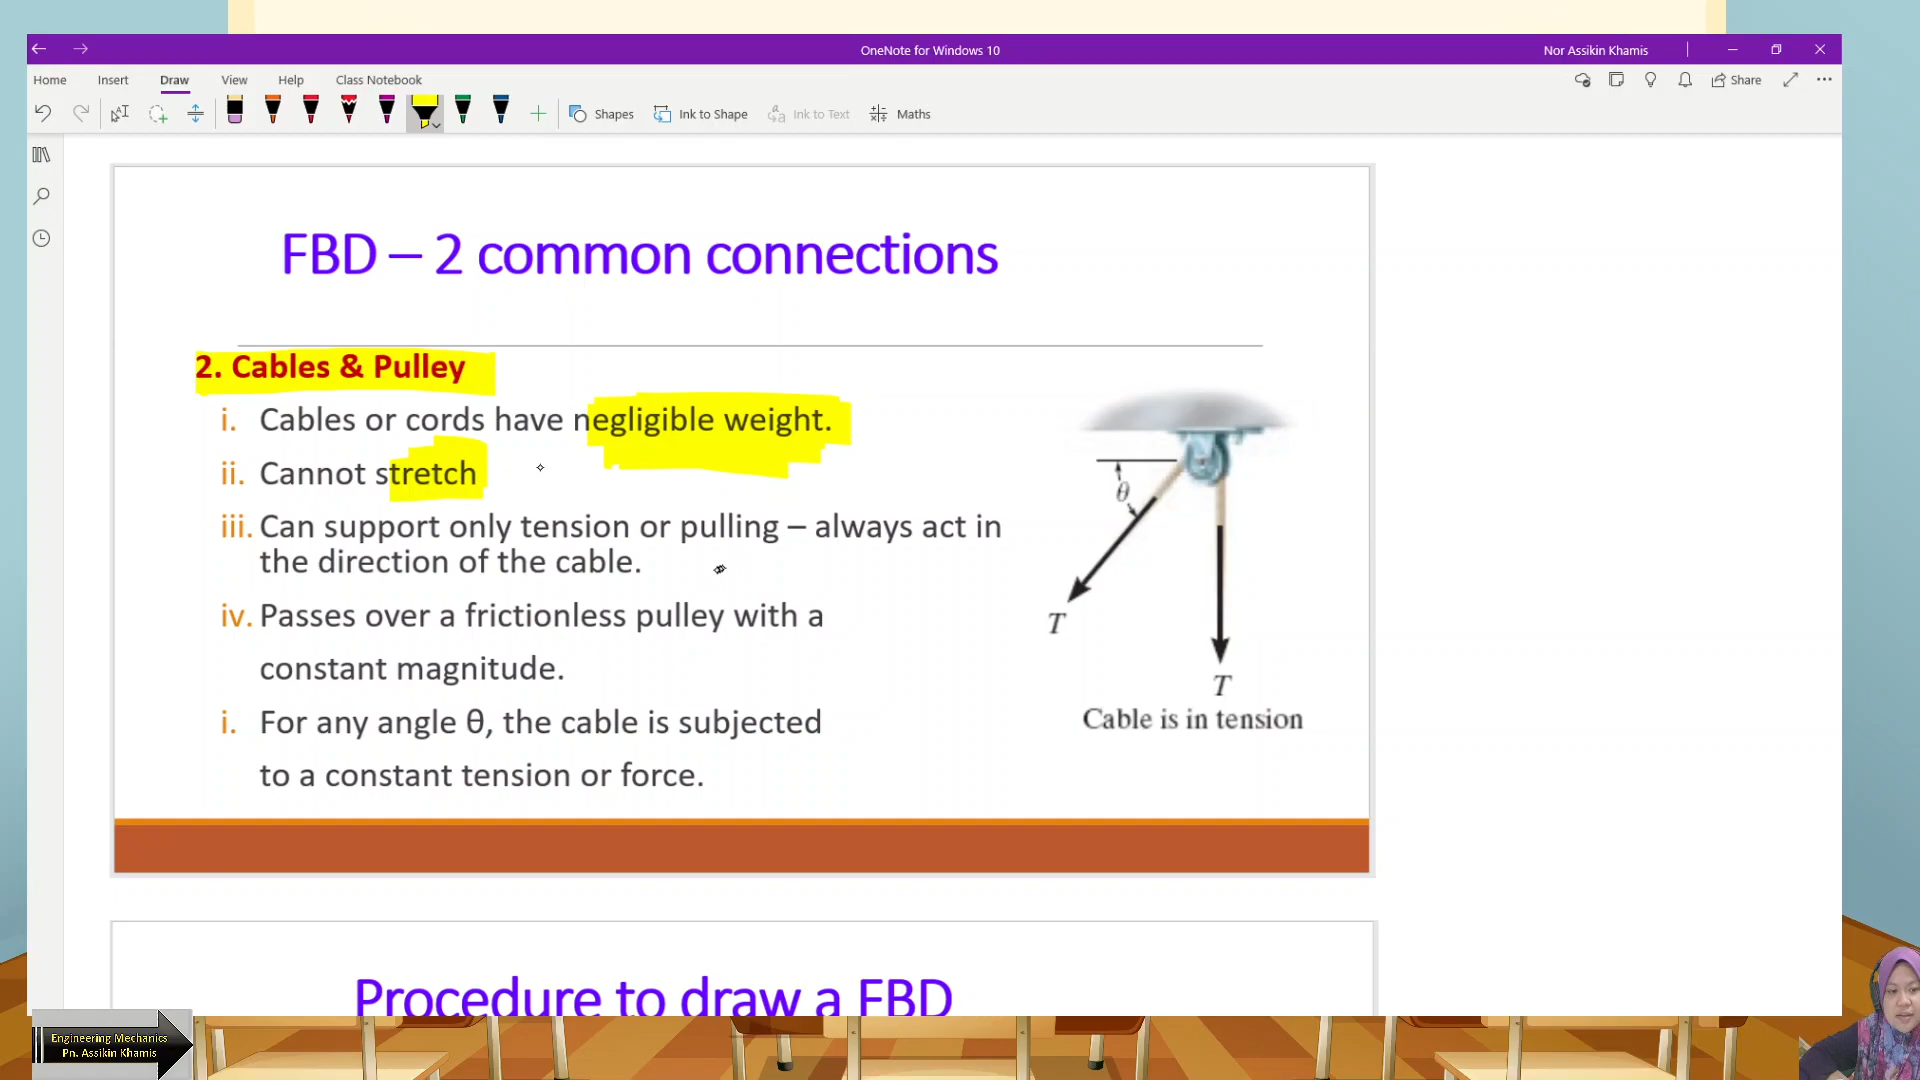 OneNote for Windows 10
Nor Assikin Khamis
Home Insert Draw View Help Class Notebook
Share
Shapes Ink to Shape Ink to Text Maths
FBD – 2 common connections
2. Cables & Pulley
i. Cables or cords have negligible weight.
ii. Cannot stretch
iii. Can support only tension or pulling – always act in
the direction of the cable.
iv. Passes over a frictionless pulley with a
constant magnitude.
i. For any angle θ, the cable is subjected
to a constant tension or force.
θ
T
T
Cable is in tension
Procedure to draw a FBD
Engineering Mechanics
Pn. Assikin Khamis